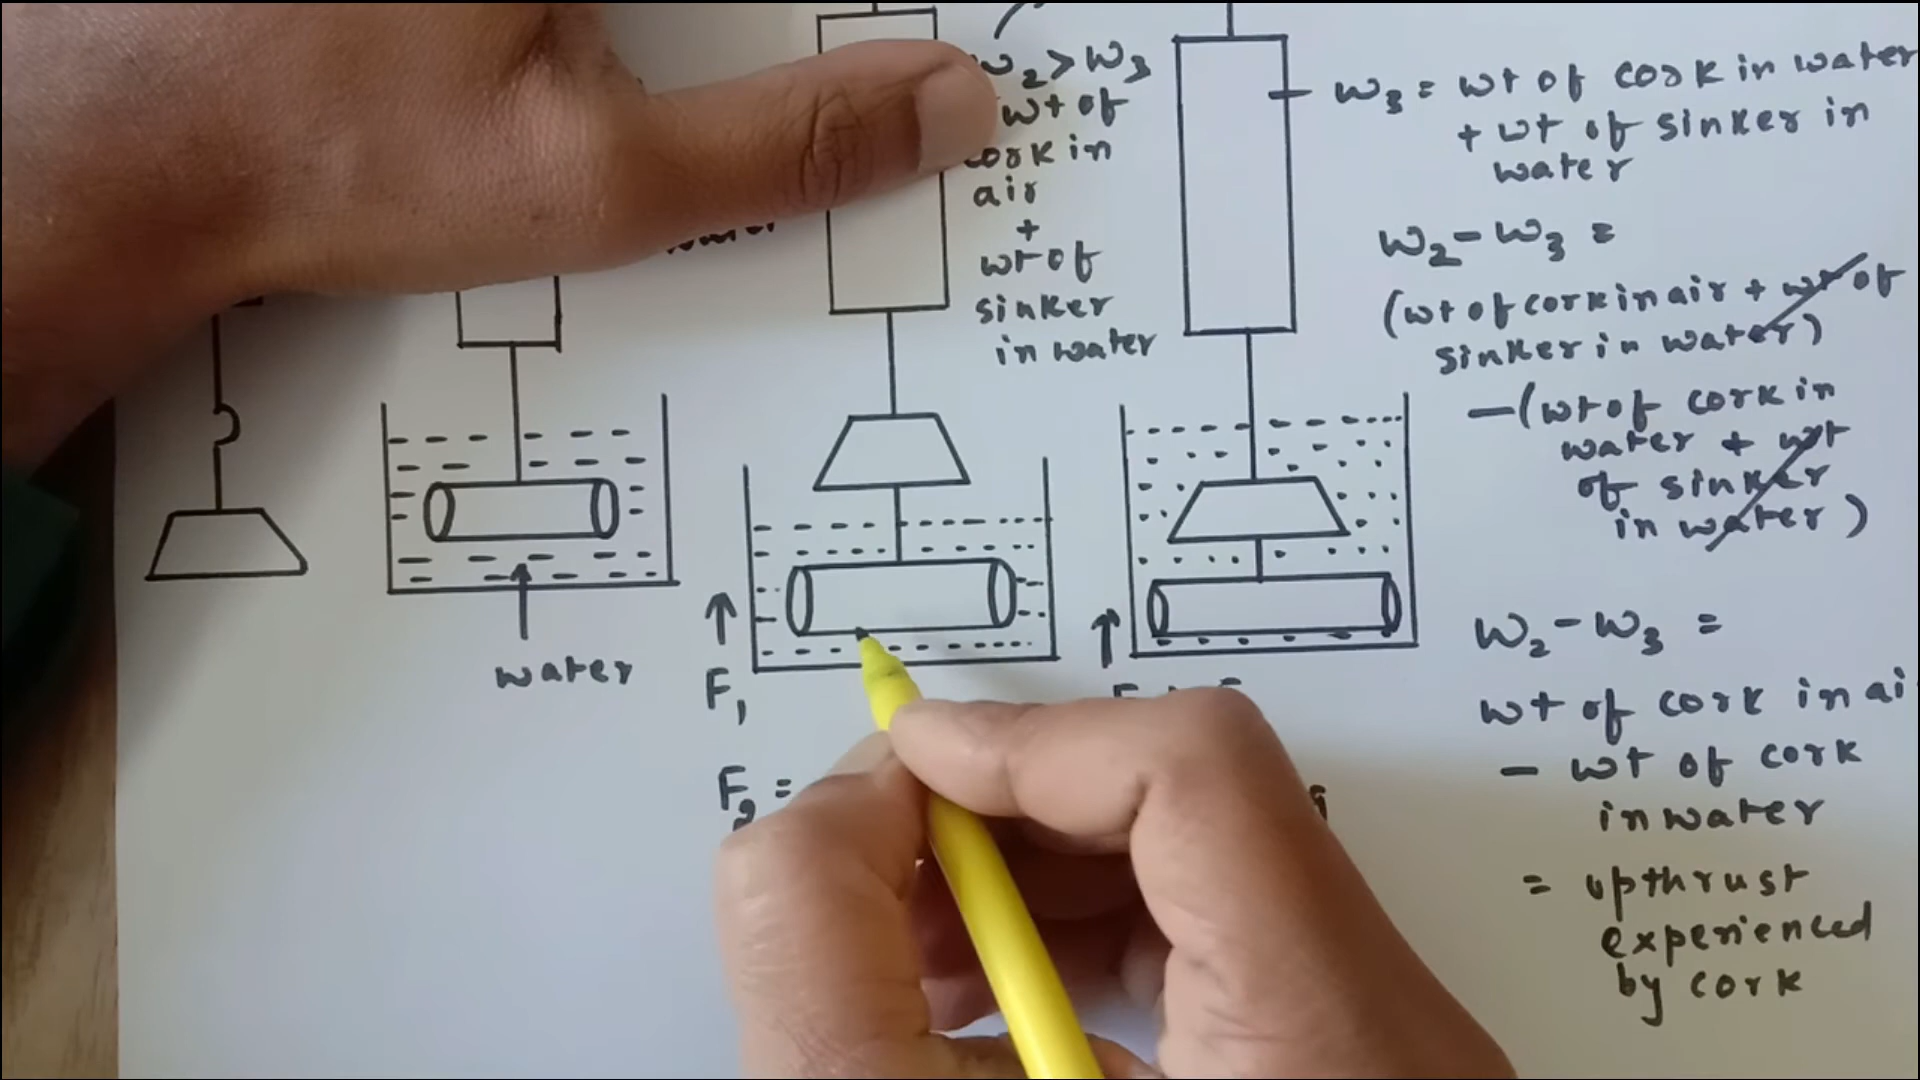 w₂ > w₃
wt of
cork in
air
+
wt of
sinker
in water
w₃ = wt of cork in water
+ wt of sinker in
water
w₂ - w₃ =
(wt of cork in air + wt of
sinker in water)
- (wt of cork in
water + wt
of sinker
in water)
w₂ - w₃ =
wt of cork in ai
- wt of cork
in water
= upthrust
experienced
by cork
water
F₁
F₂ =